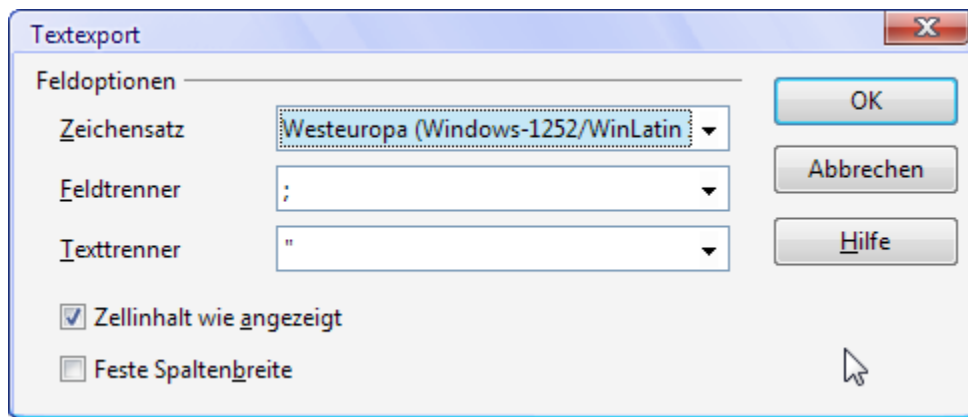 Textexport
Feldoptionen
Zeichensatz Westeuropa (Windows-1252/WinLatin
Feldtrenner ;
Texttrenner "
Zellinhalt wie angezeigt
Feste Spaltenbreite
OK
Abbrechen
Hilfe